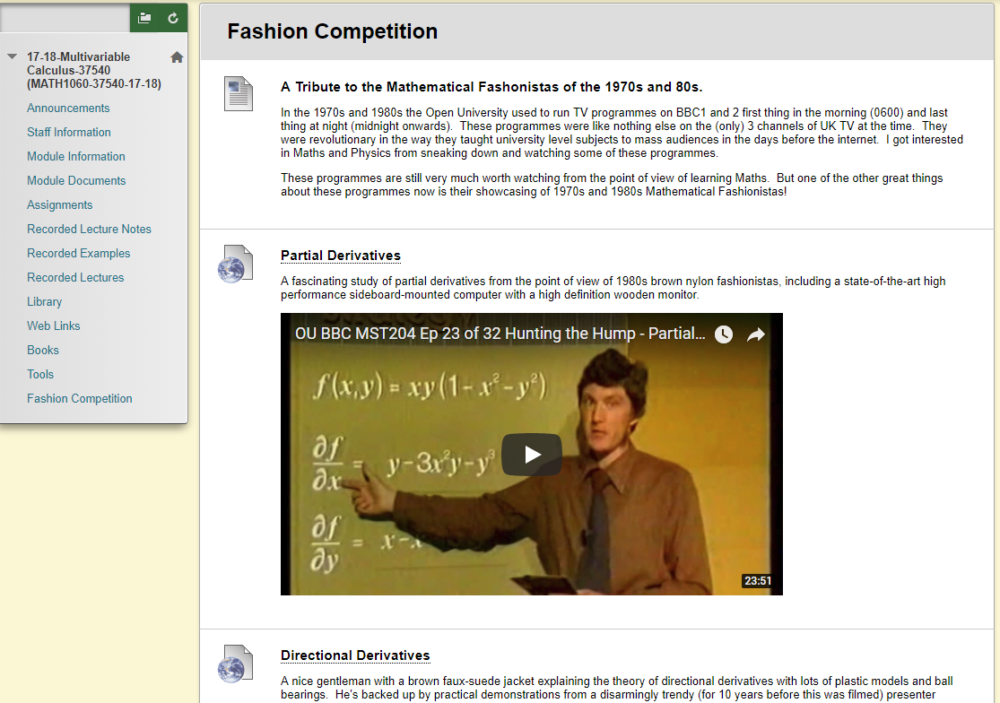 Fashion Competition
17-18-Multivariable
Calculus-37540
(MATH1060-37540-17-18)
Announcements
Staff Information
Module Information
Module Documents
Assignments
Recorded Lecture Notes
Recorded Examples
Recorded Lectures
Library
Web Links
Books
Tools
Fashion Competition
A Tribute to the Mathematical Fashonistas of the 1970s and 80s.
In the 1970s and 1980s the Open University used to run TV programmes on BBC1 and 2 first thing in the morning (0600) and last
thing at night (midnight onwards).  These programmes were like nothing else on the (only) 3 channels of UK TV at the time.  They
were revolutionary in the way they taught university level subjects to mass audiences in the days before the internet.  I got interested
in Maths and Physics from sneaking down and watching some of these programmes.
These programmes are still very much worth watching from the point of view of learning Maths.  But one of the other great things
about these programmes now is their showcasing of 1970s and 1980s Mathematical Fashionistas!
Partial Derivatives
A fascinating study of partial derivatives from the point of view of 1980s brown nylon fashionistas, including a state-of-the-art high
performance sideboard-mounted computer with a high definition wooden monitor.
OU BBC MST204 Ep 23 of 32 Hunting the Hump - Partial...
f(x,y) = xy(1-x²-y²)
∂f/∂x = y-3x²y-y³
∂f/∂y = x-
23:51
Directional Derivatives
A nice gentleman with a brown faux-suede jacket explaining the theory of directional derivatives with lots of plastic models and ball
bearings.  He's backed up by practical demonstrations from a disarmingly trendy (for 10 years before this was filmed) presenter